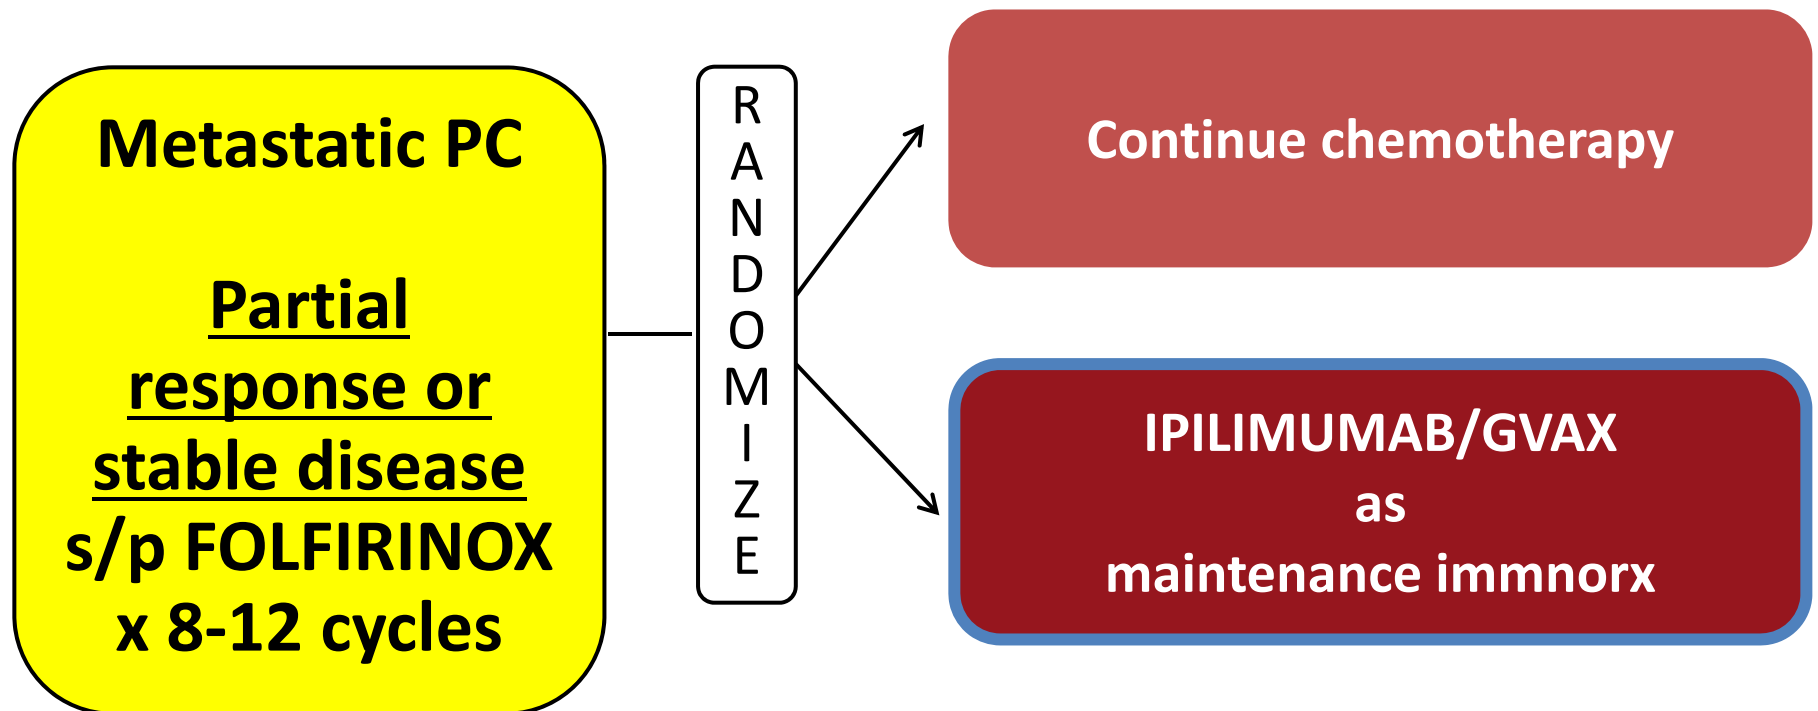 Metastatic PC
Partial
response or
stable disease
s/p FOLFIRINOX
x 8-12 cycles
R
A
N
D
O
M
I
Z
E
Continue chemotherapy
IPILIMUMAB/GVAX
as
maintenance immnorx